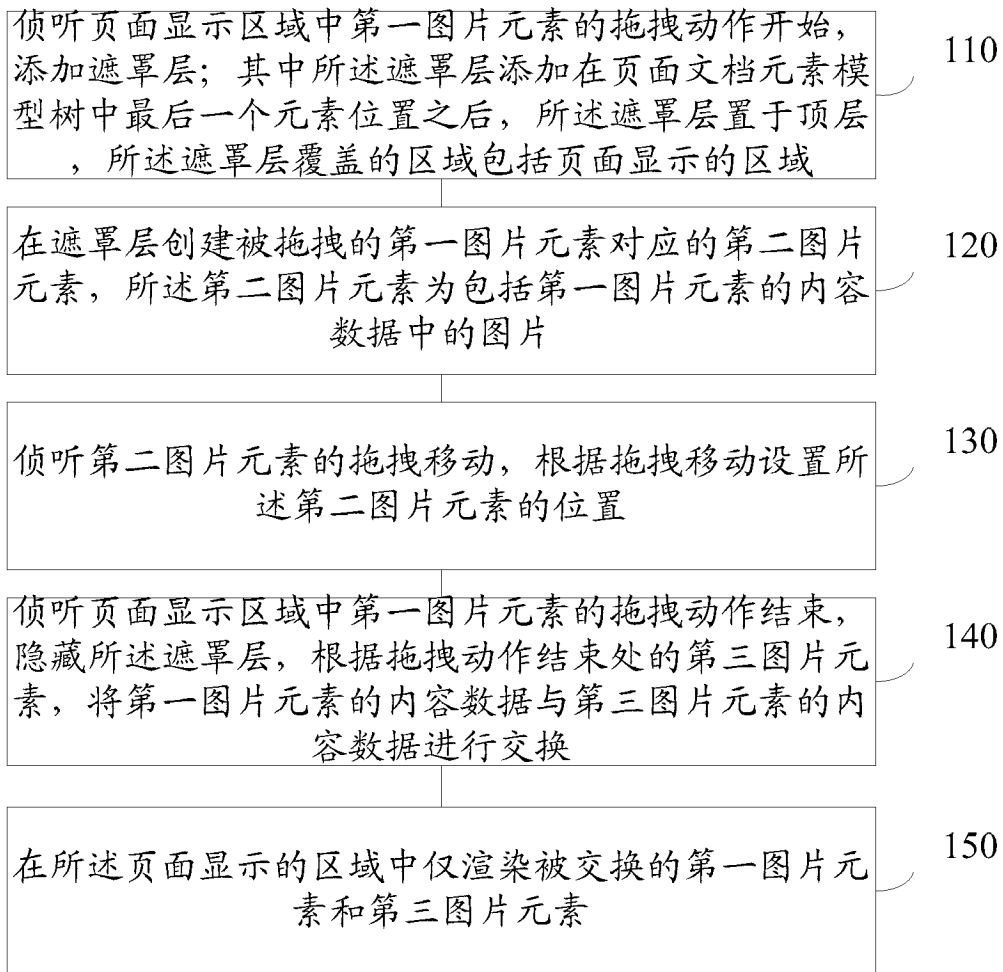 侦听页面显示区域中第一图片元素的拖拽动作开始，
添加遮罩层；其中所述遮罩层添加在页面文档元素模
型树中最后一个元素位置之后，所述遮罩层置于顶层
，所述遮罩层覆盖的区域包括页面显示的区域
110
在遮罩层创建被拖拽的第一图片元素对应的第二图片
元素，所述第二图片元素为包括第一图片元素的内容
数据中的图片
120
侦听第二图片元素的拖拽移动，根据拖拽移动设置所
述第二图片元素的位置
130
侦听页面显示区域中第一图片元素的拖拽动作结束，
隐藏所述遮罩层，根据拖拽动作结束处的第三图片元
素，将第一图片元素的内容数据与第三图片元素的内
容数据进行交换
140
在所述页面显示的区域中仅渲染被交换的第一图片元
素和第三图片元素
150